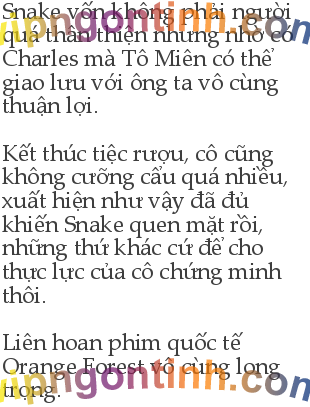 Snake vốn không phải người
quá thân thiện nhưng nhờ có
Charles mà Tô Miên có thể
giao lưu với ông ta vô cùng
thuận lợi.

Kết thúc tiệc rượu, cô cũng
không cưỡng cầu quá nhiều,
xuất hiện như vậy đã đủ
khiến Snake quen mặt rồi,
những thứ khác cứ để cho
thực lực của cô chứng minh
thôi.

Liên hoan phim quốc tế
Orange Forest vô cùng long
trọng.
vipngontinh.com
vipngontinh.com